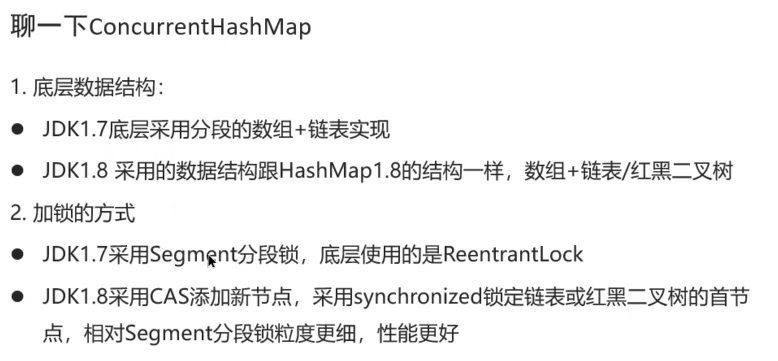 聊一下ConcurrentHashMap
1. 底层数据结构：
● JDK1.7底层采用分段的数组+链表实现
● JDK1.8 采用的数据结构跟HashMap1.8的结构一样，数组+链表/红黑二叉树
2. 加锁的方式
● JDK1.7采用Segment分段锁，底层使用的是ReentrantLock
● JDK1.8采用CAS添加新节点，采用synchronized锁定链表或红黑二叉树的首节
点，相对Segment分段锁粒度更细，性能更好